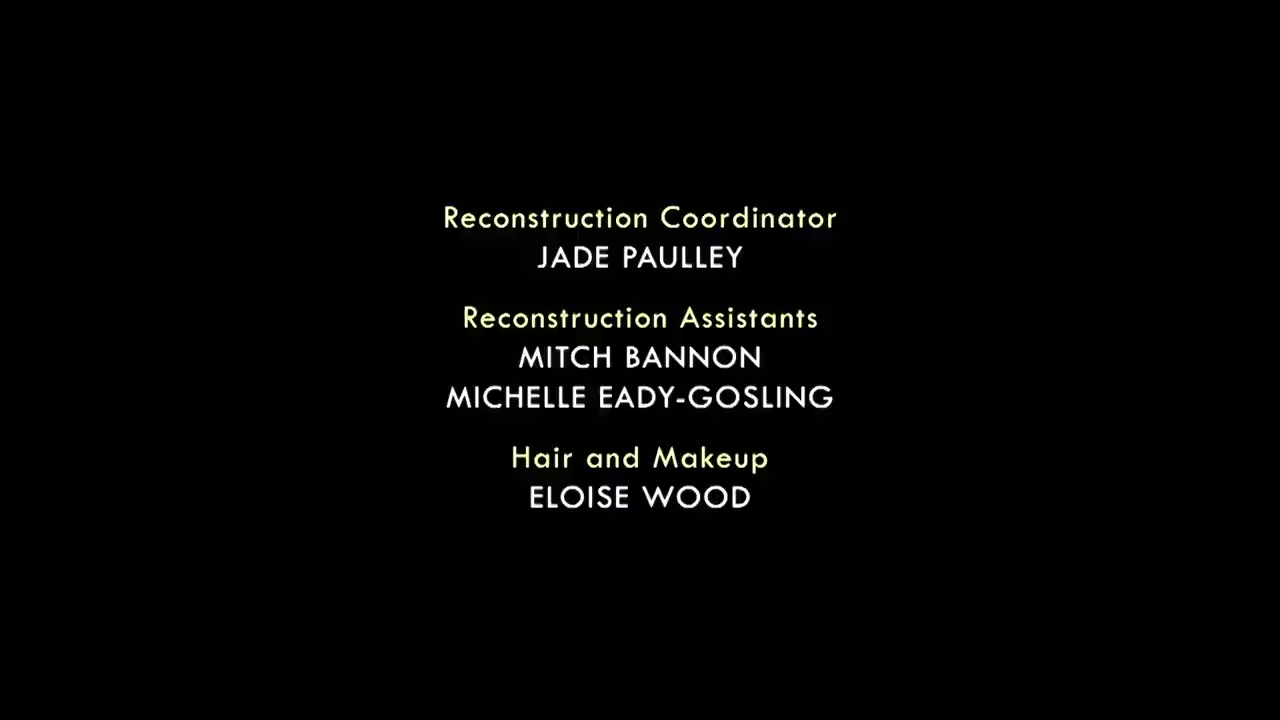 Reconstruction Coordinator
JADE PAULLEY
Reconstruction Assistants
MITCH BANNON
MICHELLE EADY-GOSLING
Hair and Makeup
ELOISE WOOD